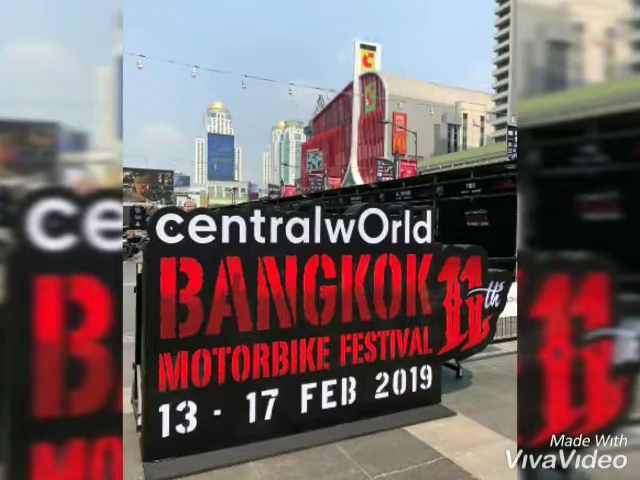 centralwOrld
BANGKOK 11th
MOTORBIKE FESTIVAL
13 - 17 FEB 2019
Made With
VivaVideo